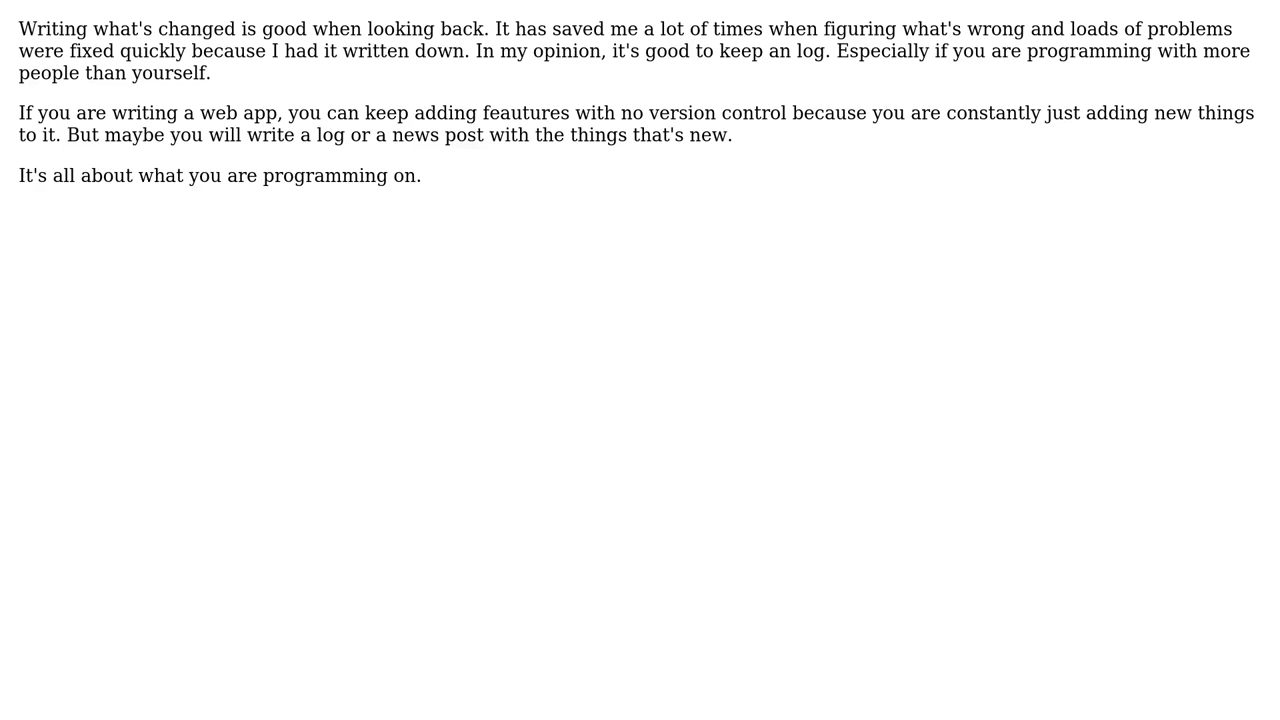 Writing what's changed is good when looking back. It has saved me a lot of times when figuring what's wrong and loads of problems
were fixed quickly because I had it written down. In my opinion, it's good to keep an log. Especially if you are programming with more
people than yourself.
If you are writing a web app, you can keep adding feautures with no version control because you are constantly just adding new things
to it. But maybe you will write a log or a news post with the things that's new.
It's all about what you are programming on.